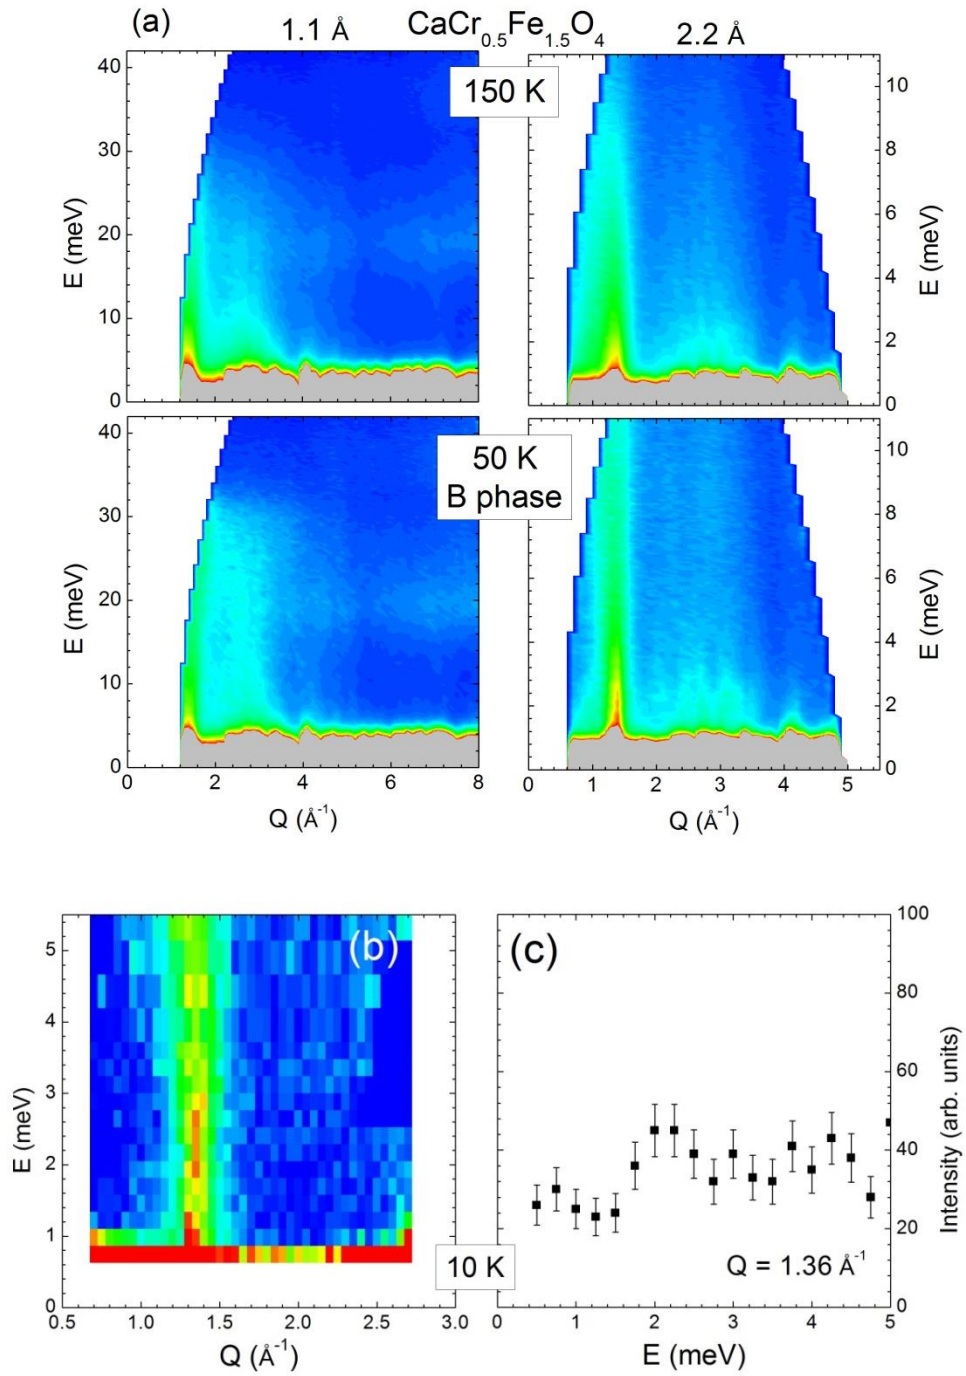 (a) 1.1 Å CaCr0.5Fe1.5O4 2.2 Å
150 K
E (meV)
40
30
20
10
0
10
8
6
4
2
0
E (meV)
50 K
B phase
E (meV)
40
30
20
10
0
10
8
6
4
2
0
E (meV)
0 2 4 6 8
Q (Å-1)
0 1 2 3 4 5
Q (Å-1)
(b)
E (meV)
5
4
3
2
1
0
0.5 1.0 1.5 2.0 2.5 3.0
Q (Å-1)
10 K
(c)
100
80
60
40
20
0
Intensity (arb. units)
Q = 1.36 Å-1
0 1 2 3 4 5
E (meV)